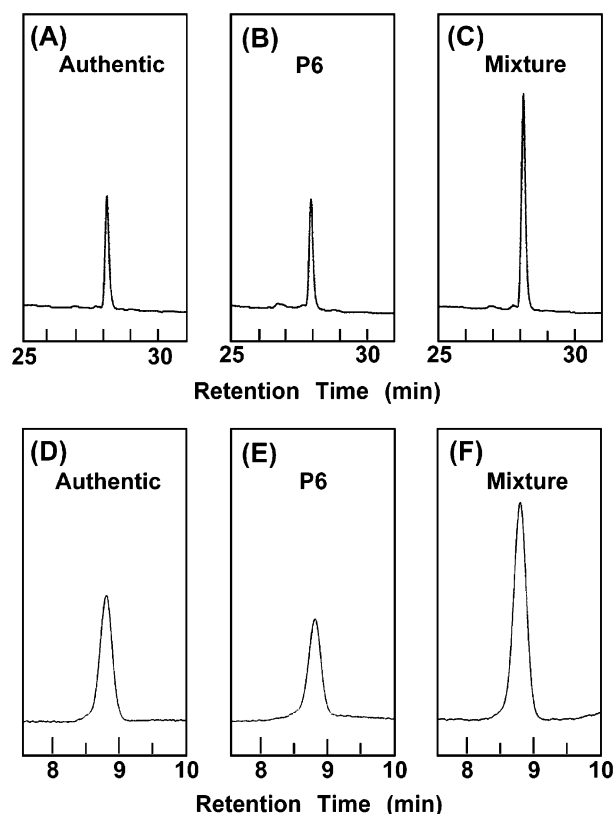 (A) (B) (C)
Authentic P6 Mixture
25 30 25 30 25 30
Retention Time (min)
(D) (E) (F)
Authentic P6 Mixture
8 9 10 8 9 10 8 9 10
Retention Time (min)